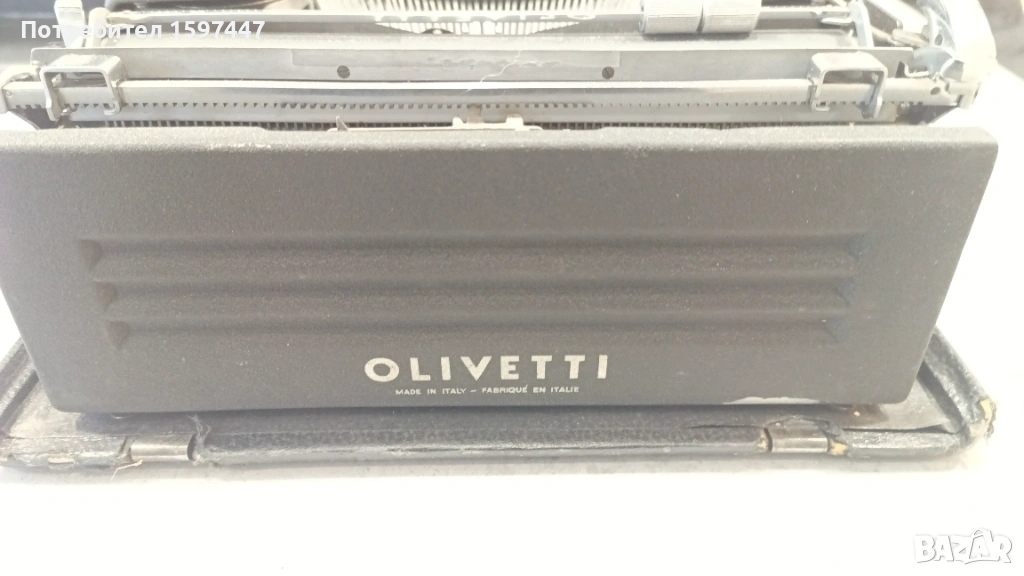 Потребител 1597447
OLIVETTI
MADE IN ITALY – FABRIQUÉ EN ITALIE
BAZAR